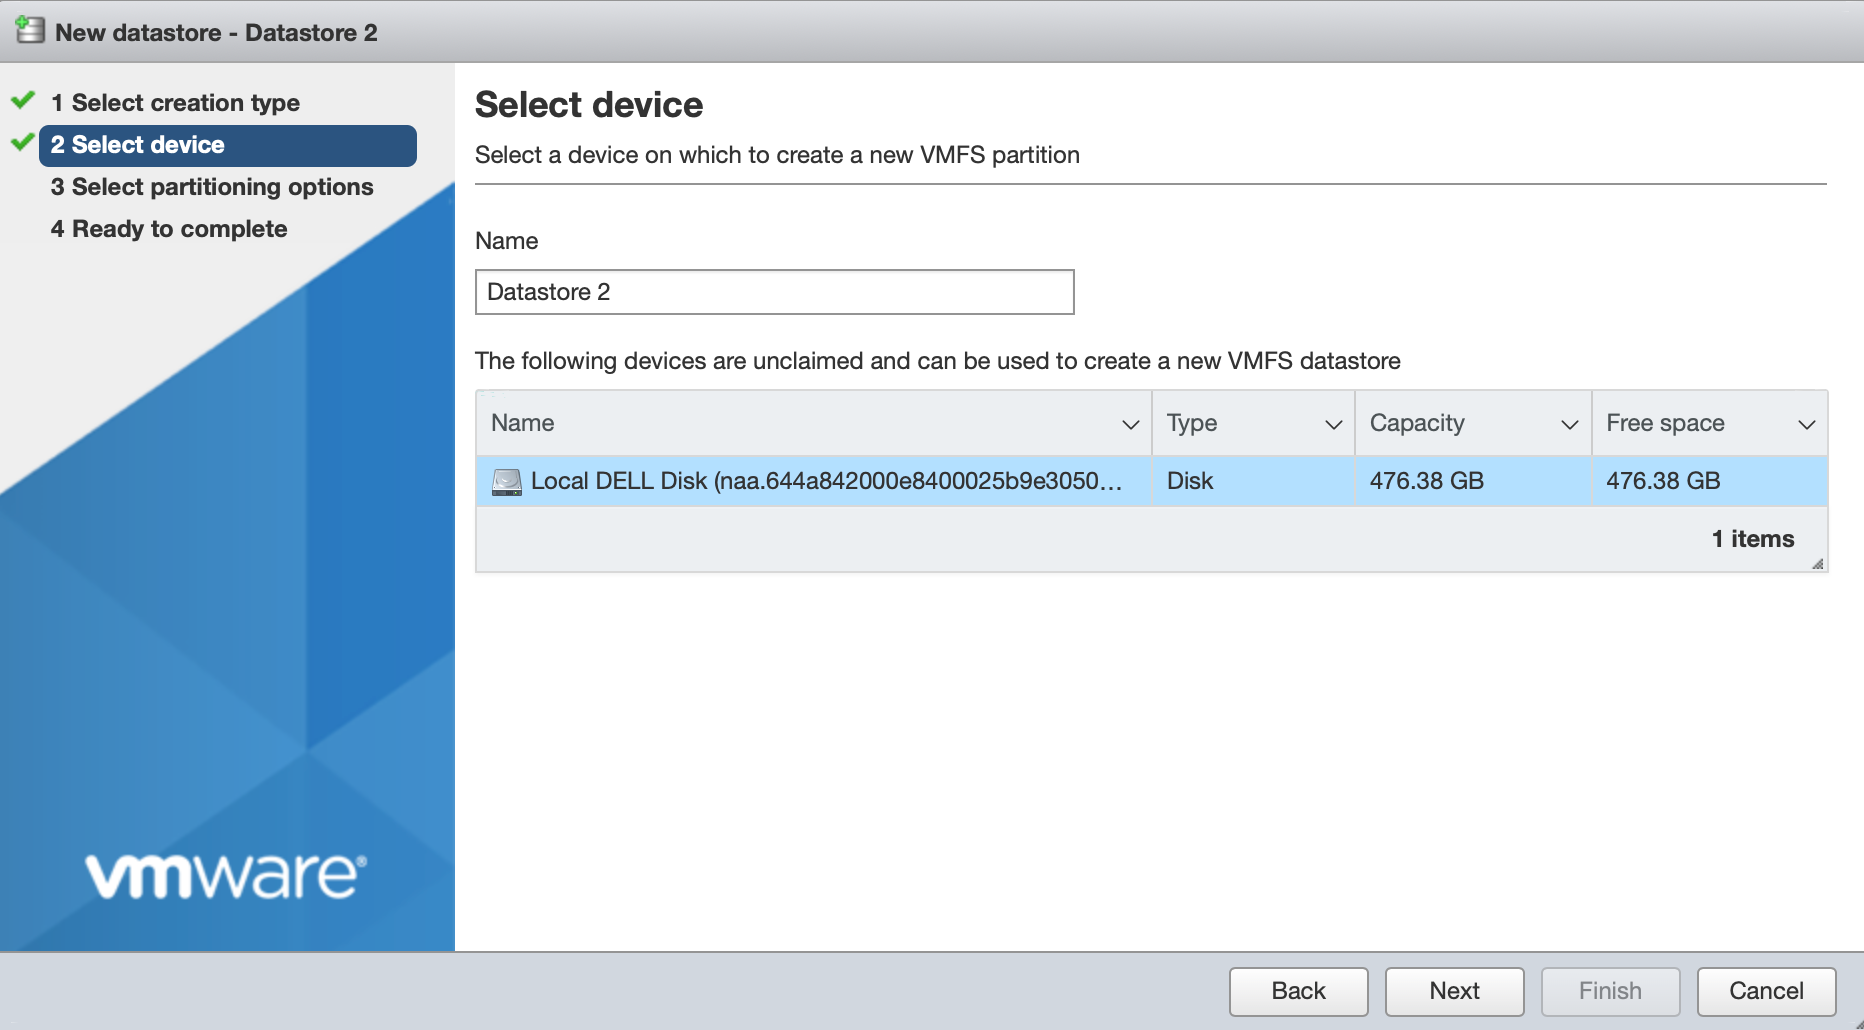 New datastore - Datastore 2
1 Select creation type
2 Select device
3 Select partitioning options
4 Ready to complete
vmware®
Select device
Select a device on which to create a new VMFS partition
Name
Datastore 2
The following devices are unclaimed and can be used to create a new VMFS datastore
Name Type Capacity Free space
Local DELL Disk (naa.644a842000e8400025b9e3050... Disk 476.38 GB 476.38 GB
1 items
Back Next Finish Cancel